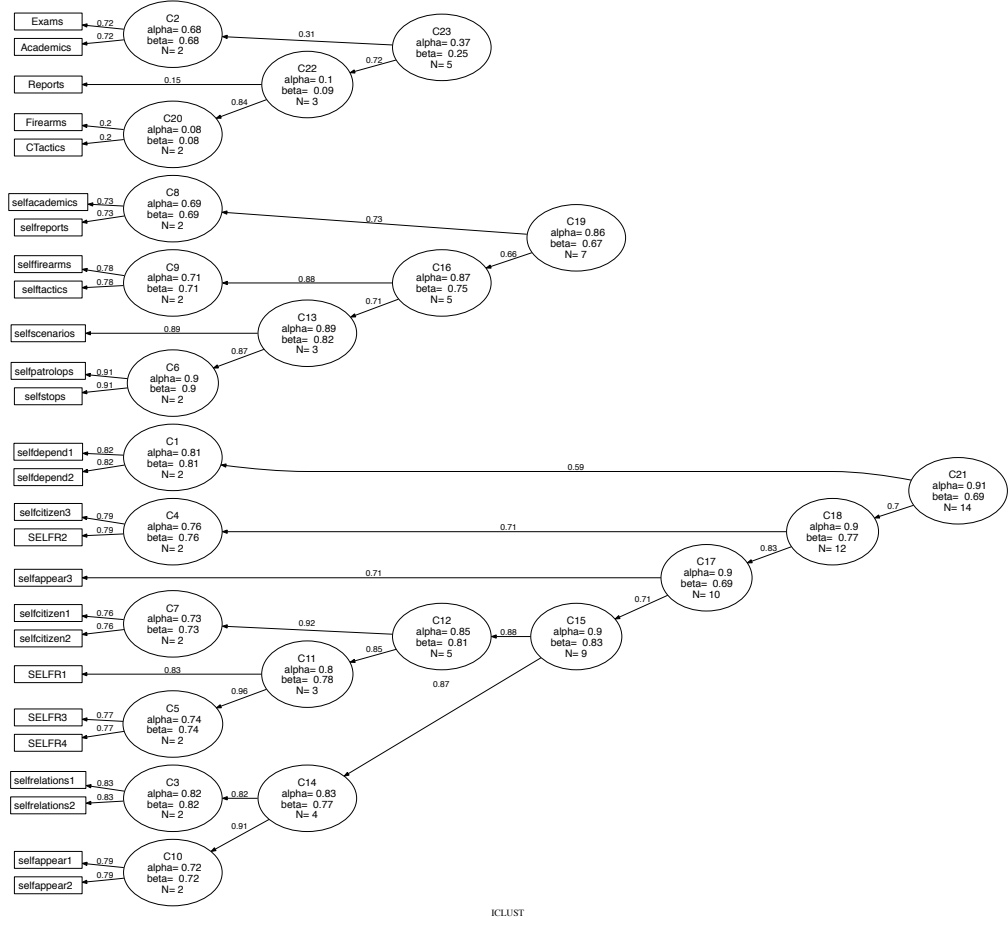 Exams
0.72
C2
alpha= 0.68
beta= 0.68
N= 2
0.31
C23
alpha= 0.37
beta= 0.25
N= 5
Academics
0.72
0.72
C22
alpha= 0.1
beta= 0.09
N= 3
Reports
0.15
0.84
Firearms
0.2
C20
alpha= 0.08
beta= 0.08
N= 2
CTactics
0.2
selfacademics
0.73
C8
alpha= 0.69
beta= 0.69
N= 2
selfreports
0.73
0.73
C19
alpha= 0.86
beta= 0.67
N= 7
0.66
selffirearms
0.78
C9
alpha= 0.71
beta= 0.71
N= 2
selftactics
0.78
0.88
C16
alpha= 0.87
beta= 0.75
N= 5
0.71
selfscenarios
0.89
C13
alpha= 0.89
beta= 0.82
N= 3
0.87
selfpatrolops
0.91
C6
alpha= 0.9
beta= 0.9
N= 2
selfstops
0.91
selfdepend1
0.82
C1
alpha= 0.81
beta= 0.81
N= 2
selfdepend2
0.82
0.59
C21
alpha= 0.91
beta= 0.69
N= 14
0.7
selfcitizen3
0.79
C4
alpha= 0.76
beta= 0.76
N= 2
SELFR2
0.79
0.71
C18
alpha= 0.9
beta= 0.77
N= 12
0.83
selfappear3
0.71
C17
alpha= 0.9
beta= 0.69
N= 10
0.71
selfcitizen1
0.76
C7
alpha= 0.73
beta= 0.73
N= 2
selfcitizen2
0.76
0.92
C12
alpha= 0.85
beta= 0.81
N= 5
0.88
C15
alpha= 0.9
beta= 0.83
N= 9
0.85
SELFR1
0.83
C11
alpha= 0.8
beta= 0.78
N= 3
0.87
0.96
SELFR3
0.77
C5
alpha= 0.74
beta= 0.74
N= 2
SELFR4
0.77
selfrelations1
0.83
C3
alpha= 0.82
beta= 0.82
N= 2
selfrelations2
0.83
0.82
C14
alpha= 0.83
beta= 0.77
N= 4
0.91
selfappear1
0.79
C10
alpha= 0.72
beta= 0.72
N= 2
selfappear2
0.79
ICLUST